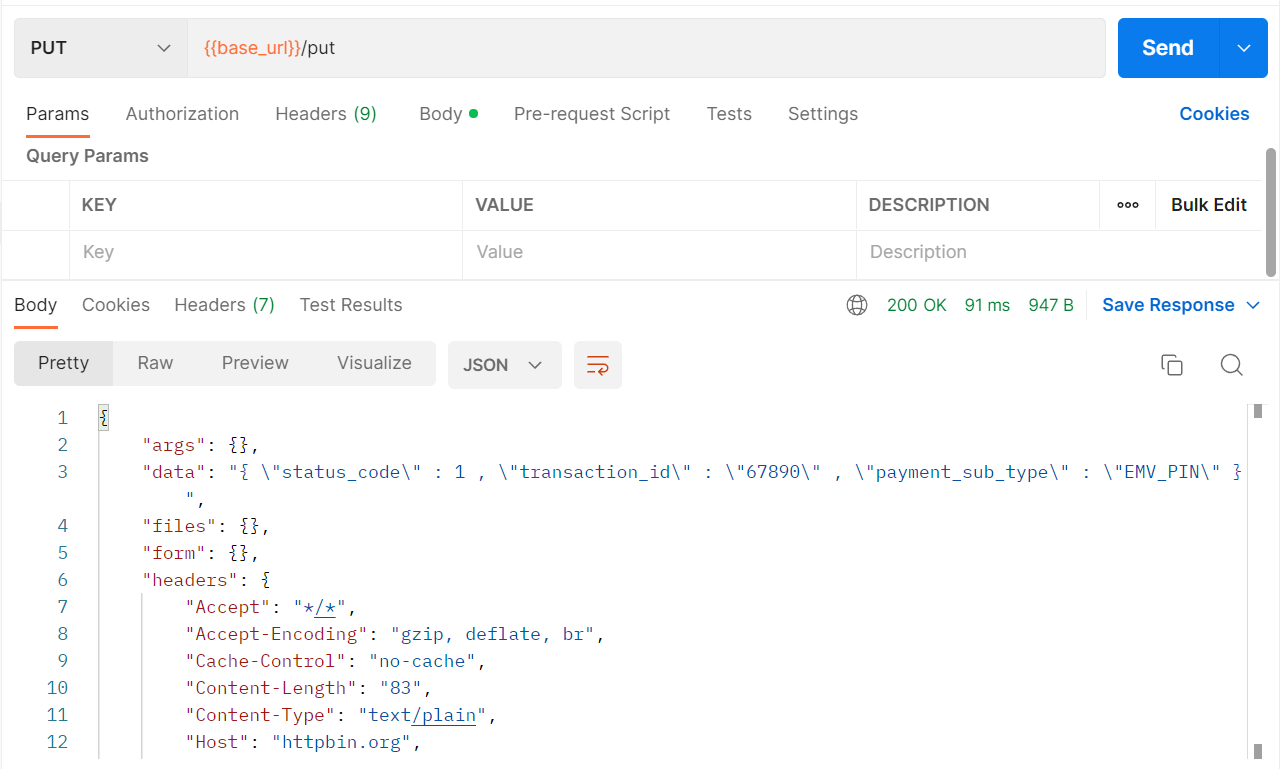 PUT {{base_url}}/put Send
Params Authorization Headers (9) Body Pre-request Script Tests Settings Cookies
Query Params
KEY VALUE DESCRIPTION ooo Bulk Edit
Key Value Description
Body Cookies Headers (7) Test Results 200 OK 91 ms 947 B Save Response
Pretty Raw Preview Visualize JSON
1 {
2 "args": {},
3 "data": "{ \"status_code\" : 1 , \"transaction_id\" : \"67890\" , \"payment_sub_type\" : \"EMV_PIN\" }
",
4 "files": {},
5 "form": {},
6 "headers": {
7 "Accept": "*/*",
8 "Accept-Encoding": "gzip, deflate, br",
9 "Cache-Control": "no-cache",
10 "Content-Length": "83",
11 "Content-Type": "text/plain",
12 "Host": "httpbin.org",